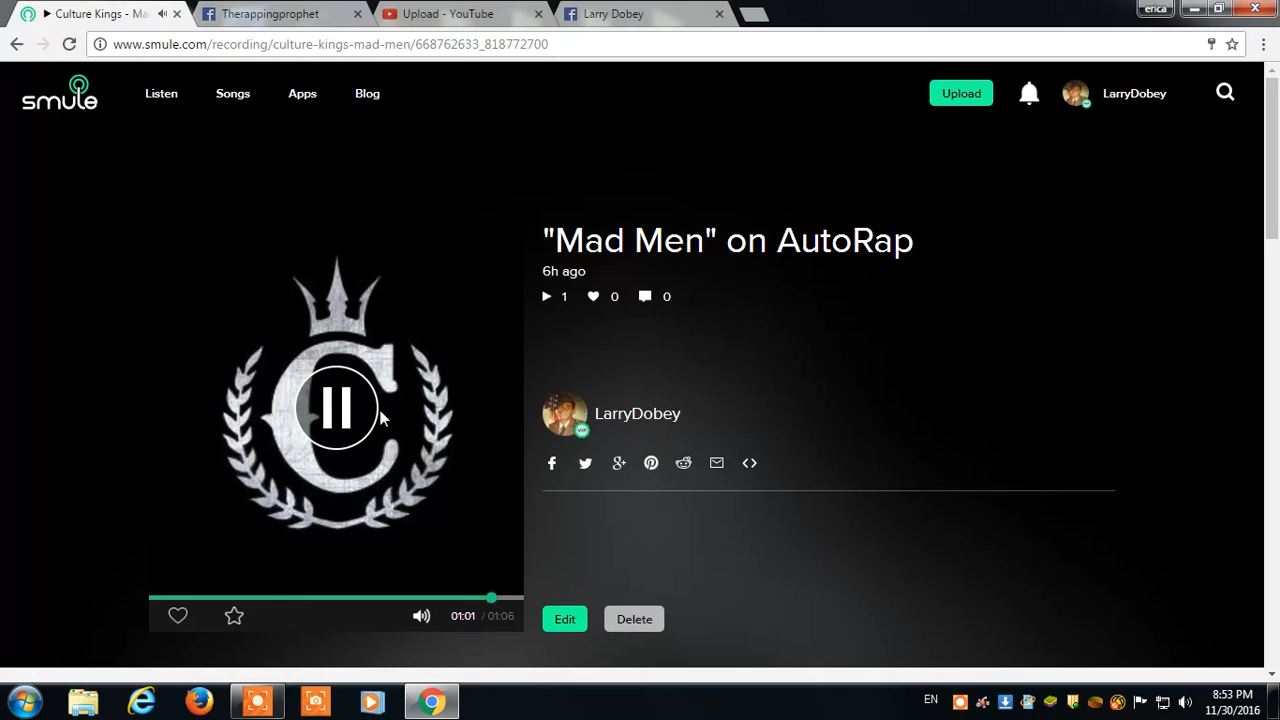 Culture Kings - Ma
Therappingprophet
Upload - YouTube
Larry Dobey
erica
www.smule.com/recording/culture-kings-mad-men/668762633_818772700
smule
Listen
Songs
Apps
Blog
Upload
LarryDobey
"Mad Men" on AutoRap
6h ago
1
0
0
C
VIP
LarryDobey
01:01 / 01:06
Edit
Delete
EN
8:53 PM
11/30/2016